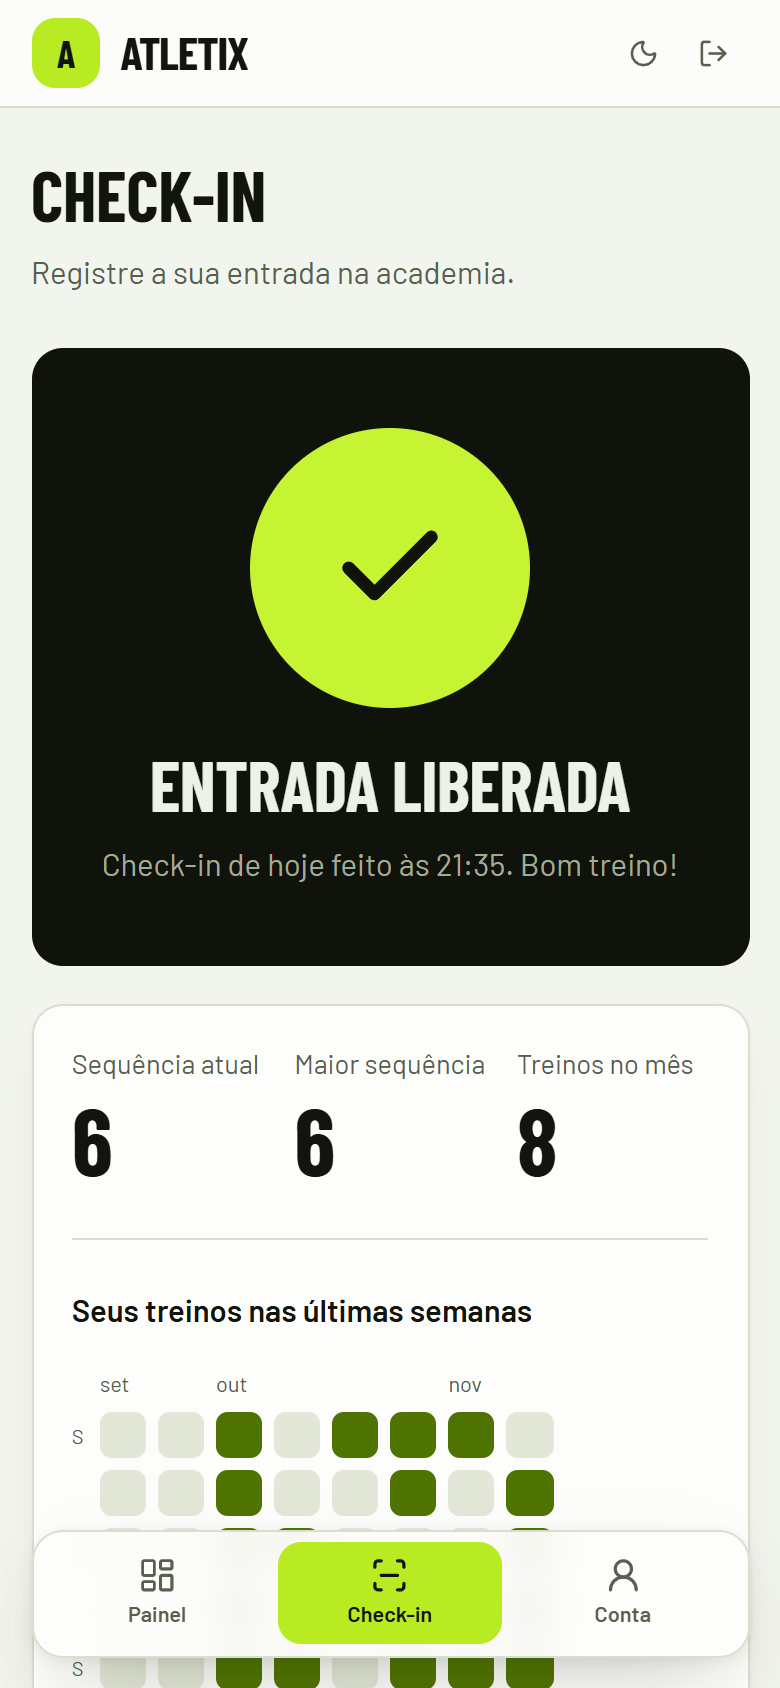 A ATLETIX
CHECK-IN
Registre a sua entrada na academia.
ENTRADA LIBERADA
Check-in de hoje feito às 21:35. Bom treino!
Sequência atual Maior sequência Treinos no mês
6 6 8
Seus treinos nas últimas semanas
set out nov
S
Painel Check-in Conta
S